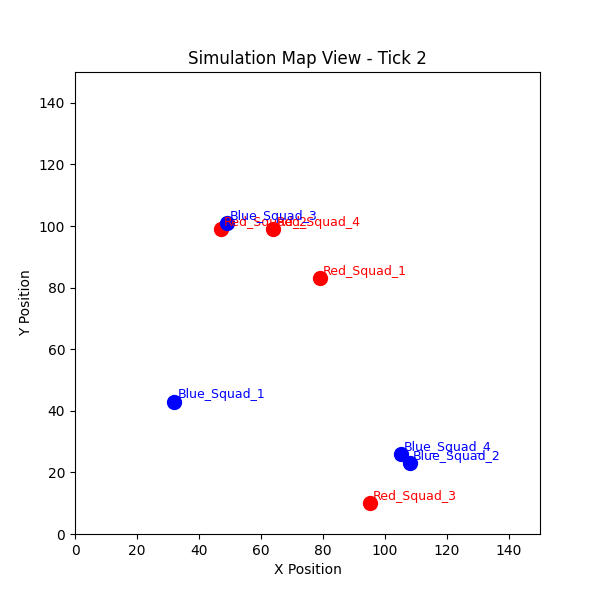 Simulation Map View - Tick 2
Y Position
140
120
100
80
60
40
20
0
Blue_Squad_3
Red_Squad_2
Red_Squad_4
Red_Squad_1
Blue_Squad_1
Blue_Squad_4
Blue_Squad_2
Red_Squad_3
0 20 40 60 80 100 120 140
X Position